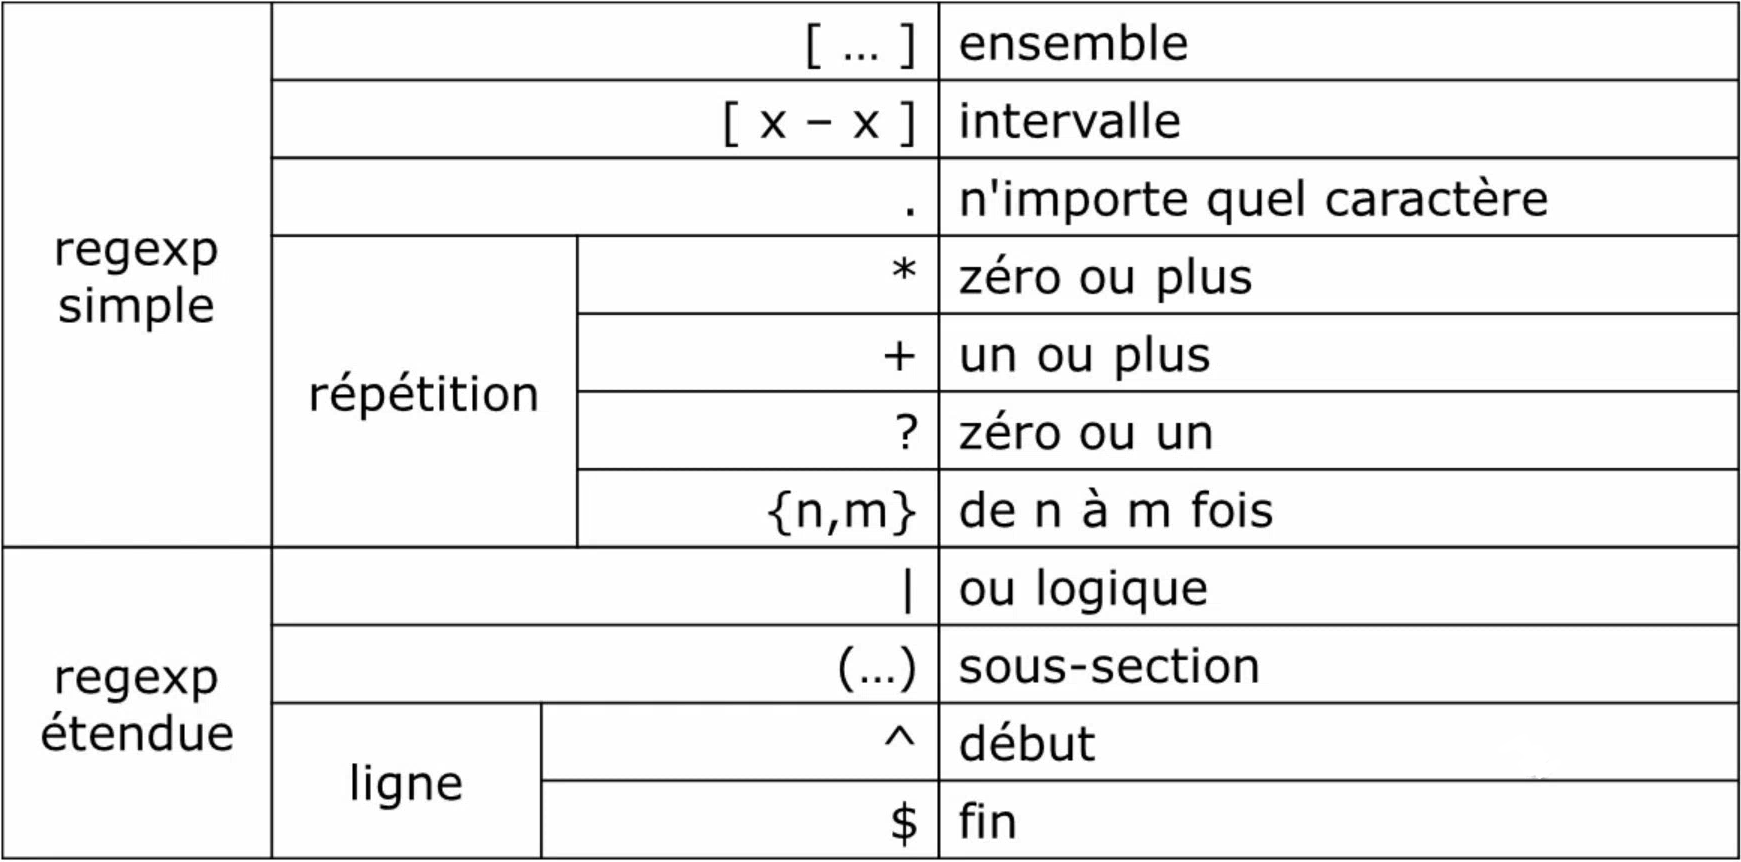 [ ... ] ensemble
[ x – x ] intervalle
. n'importe quel caractère
regexp
simple
répétition
* zéro ou plus
+ un ou plus
? zéro ou un
{n,m} de n à m fois
regexp
étendue
| ou logique
(...) sous-section
ligne
^ début
$ fin